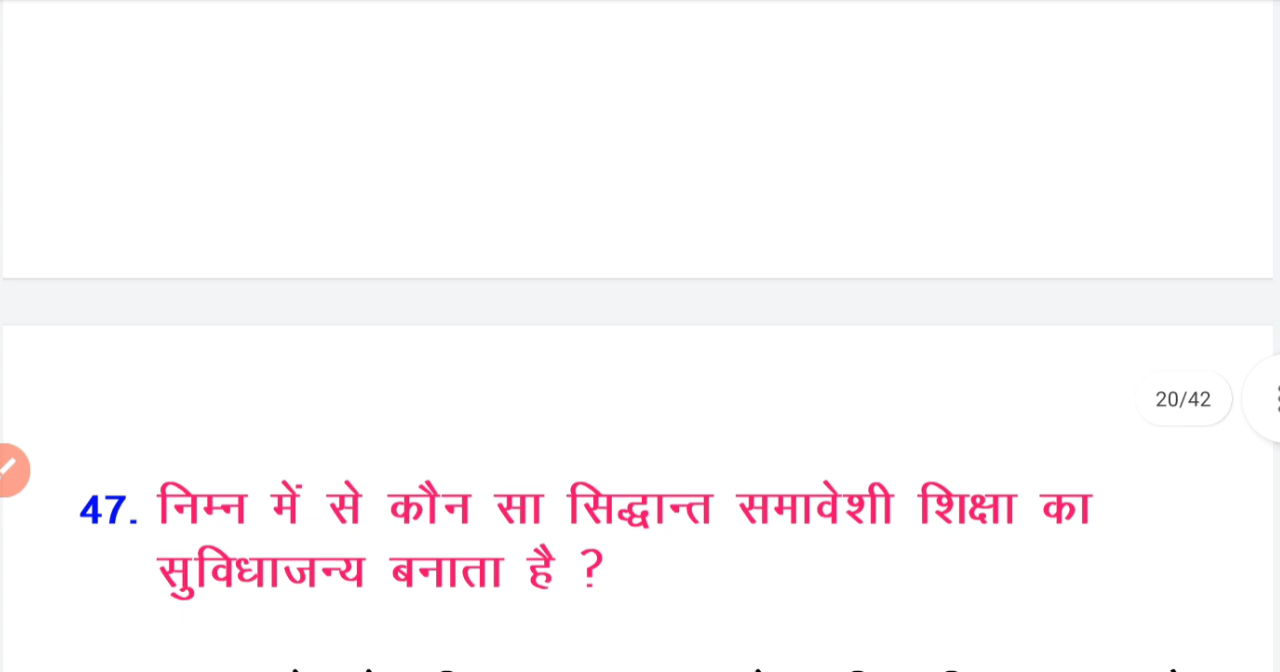 20/42
47. निम्न में से कौन सा सिद्धान्त समावेशी शिक्षा का
सुविधाजन्य बनाता है ?